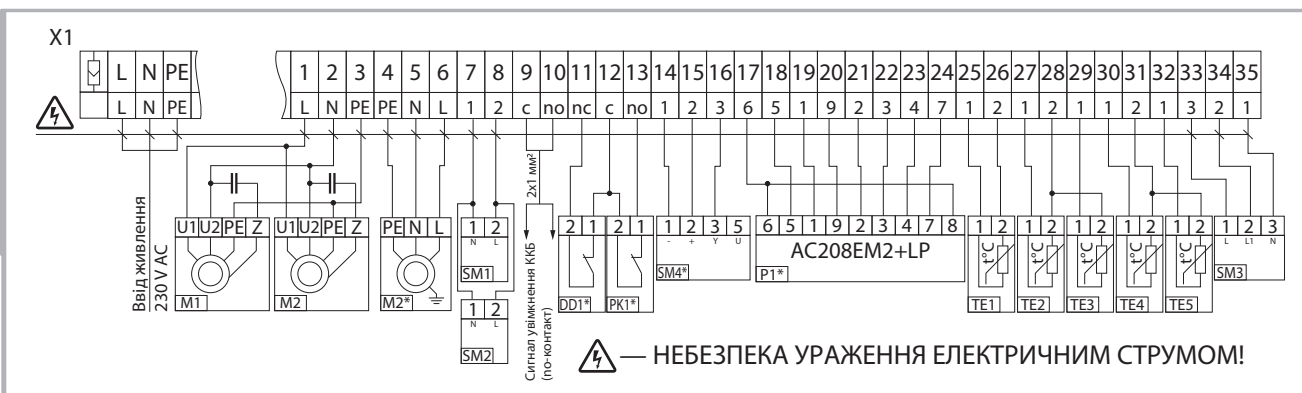 X1
L N PE 1 2 3 4 5 6 7 8 9 10 11 12 13 14 15 16 17 18 19 20 21 22 23 24 25 26 27 28 29 30 31 32 33 34 35
L N PE L N PE PE N L 1 2 c no nc c no 1 2 3 6 5 1 9 2 3 4 7 1 2 1 2 1 1 2 1 3 2 1
Ввід живлення
230 V AC
U1 U2 PE Z
M1
U1 U2 PE Z
M2
PE N L
M2*
1 2
N L
SM1
1 2
N L
SM2
2x1 мм²
Сигнал увімкнення ККБ
(no-контакт)
2 1
DD1*
2 1
PK1*
1 2 3 5
- + Y U
SM4*
6 5 1 9 2 3 4 7 8
AC208EM2+LP
P1*
1 2
t°C
TE1
1 2
t°C
TE2
1 2
t°C
TE3
1 2
t°C
TE4
1 2
t°C
TE5
1 2 3
L L1 N
SM3
— НЕБЕЗПЕКА УРАЖЕННЯ ЕЛЕКТРИЧНИМ СТРУМОМ!